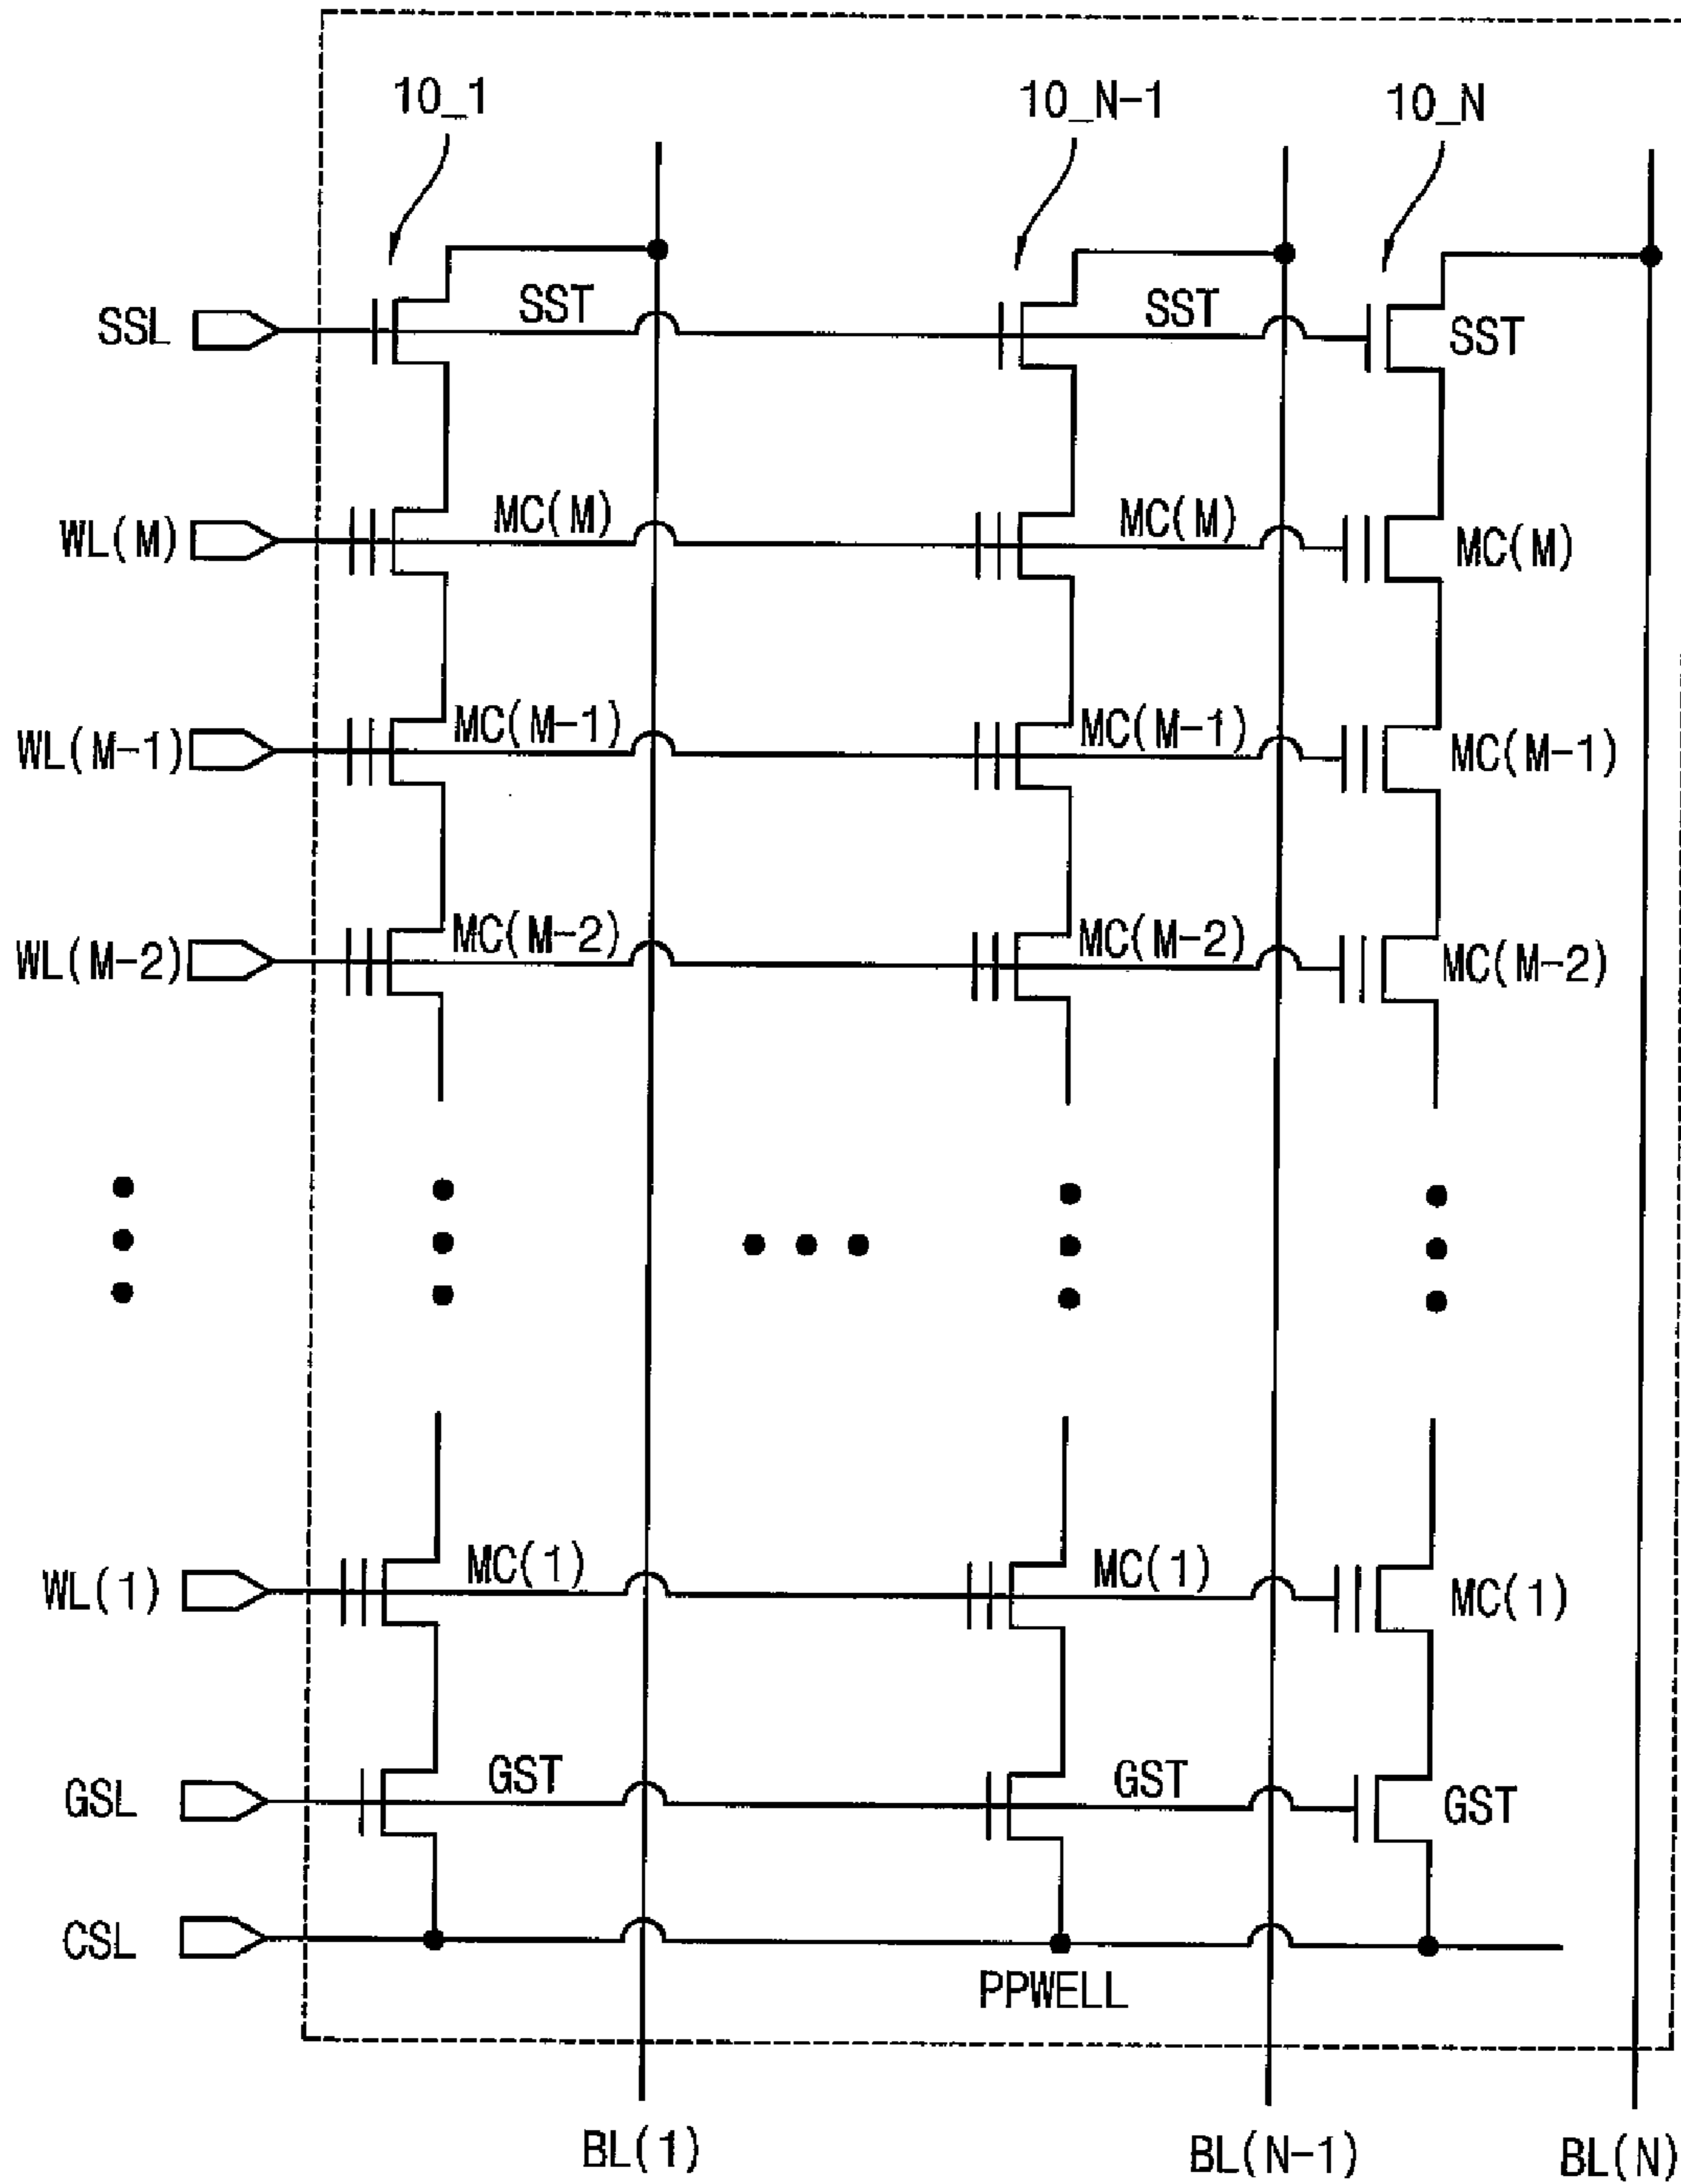 10_1 10_N-1 10_N
SSL SST SST SST
WL(M) MC(M) MC(M) MC(M)
WL(M-1) MC(M-1) MC(M-1) MC(M-1)
WL(M-2) MC(M-2) MC(M-2) MC(M-2)
WL(1) MC(1) MC(1) MC(1)
GSL GST GST GST
CSL
PPWELL
BL(1) BL(N-1) BL(N)